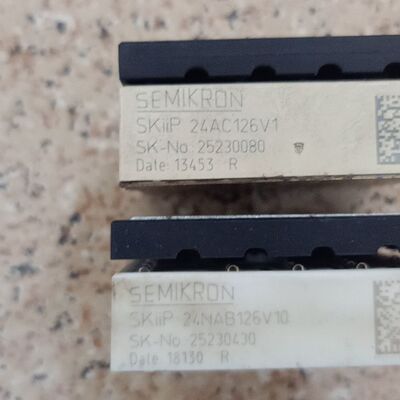 SEMIKRON
SKiiP 24AC126V1
SK-No. 25230080
Date: 13453 R
SEMIKRON
SKiiP 24NAB126V10
SK-No. 25230430
Date: 18130 R